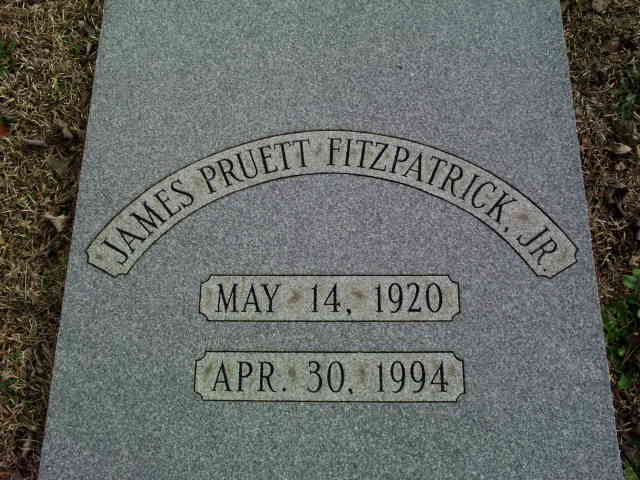 JAMES PRUETT FITZPATRICK, JR.
MAY 14, 1920
APR. 30, 1994